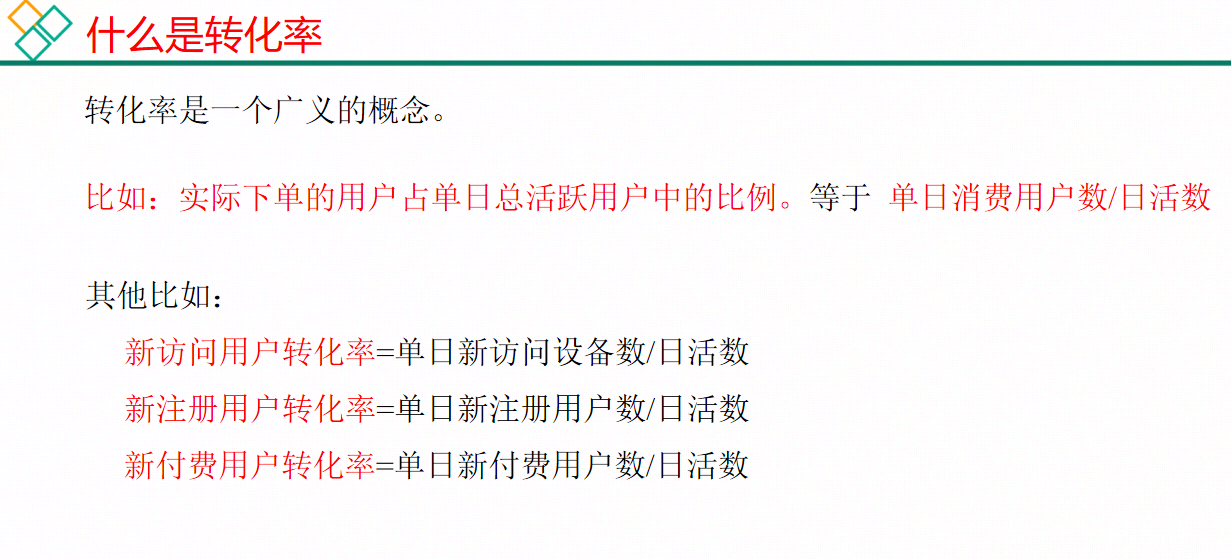 什么是转化率
转化率是一个广义的概念。
比如：实际下单的用户占单日总活跃用户中的比例。等于 单日消费用户数/日活数
其他比如：
新访问用户转化率=单日新访问设备数/日活数
新注册用户转化率=单日新注册用户数/日活数
新付费用户转化率=单日新付费用户数/日活数